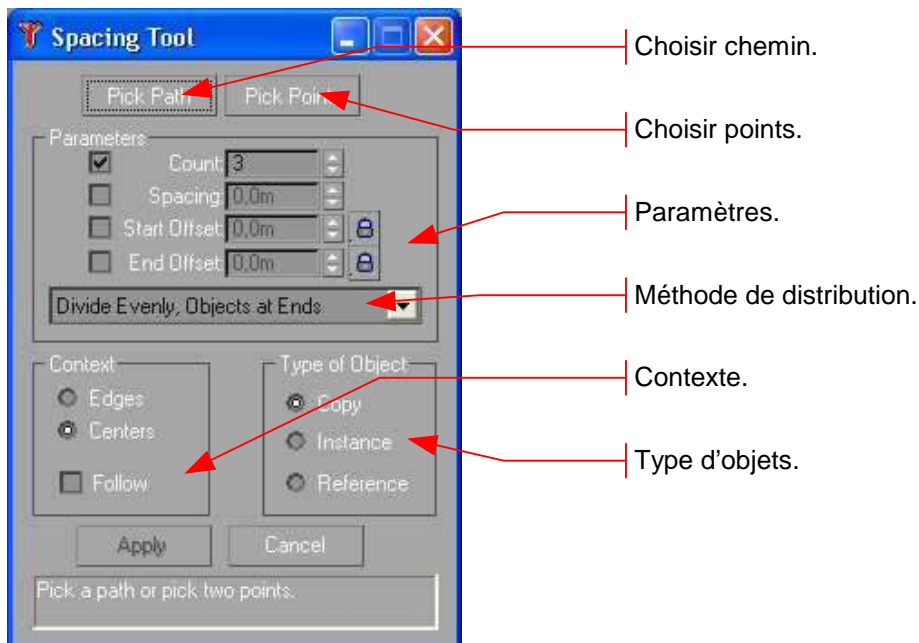 Spacing Tool
Choisir chemin.
Pick Path
Choisir points.
Parameters
Count: 3
Spacing: 0,0m
Start Offset: 0,0m
Paramètres.
End Offset: 0,0m
Divide Evenly, Objects at Ends
Méthode de distribution.
Context
Type of Object
Contexte.
Edges
Copy
Centers
Instance
Type d'objets.
Follow
Reference
Apply
Cancel
Pick a path or pick two points.